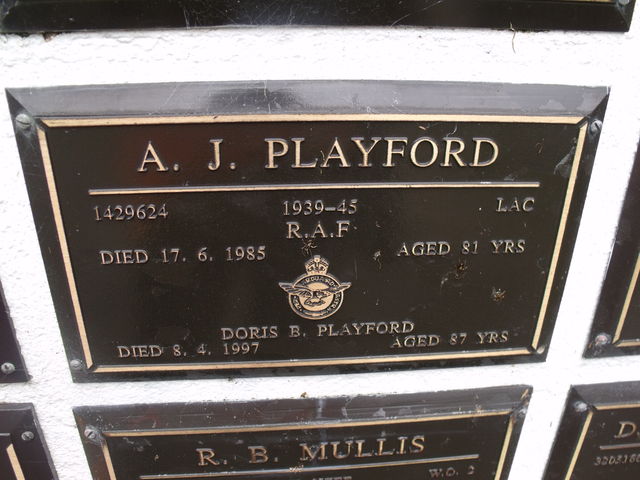 A. J. PLAYFORD
1429624 1939-45 LAC
R.A.F
DIED 17. 6. 1985 AGED 81 YRS
DORIS B. PLAYFORD
DIED 8. 4. 1997 AGED 87 YRS
R. B. MULLIS
W.O. 2
D.